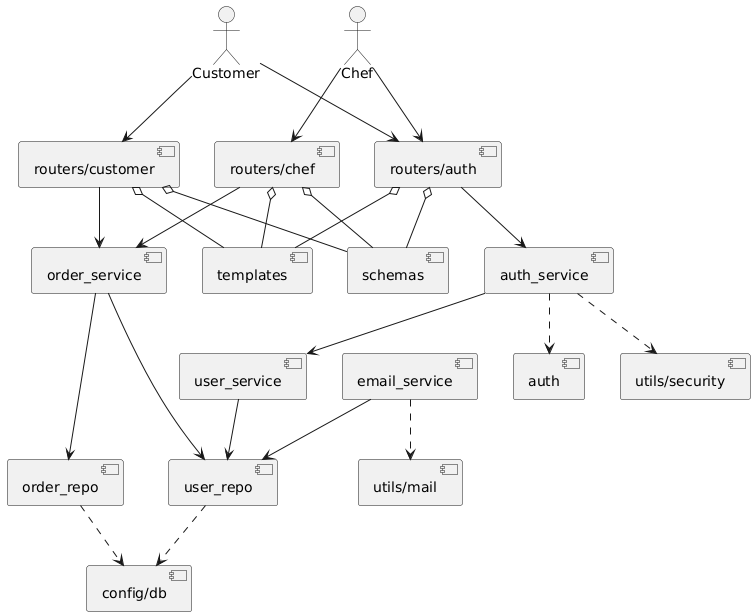 Customer
Chef
routers/customer
routers/chef
routers/auth
order_service
templates
schemas
auth_service
user_service
email_service
auth
utils/security
order_repo
user_repo
utils/mail
config/db